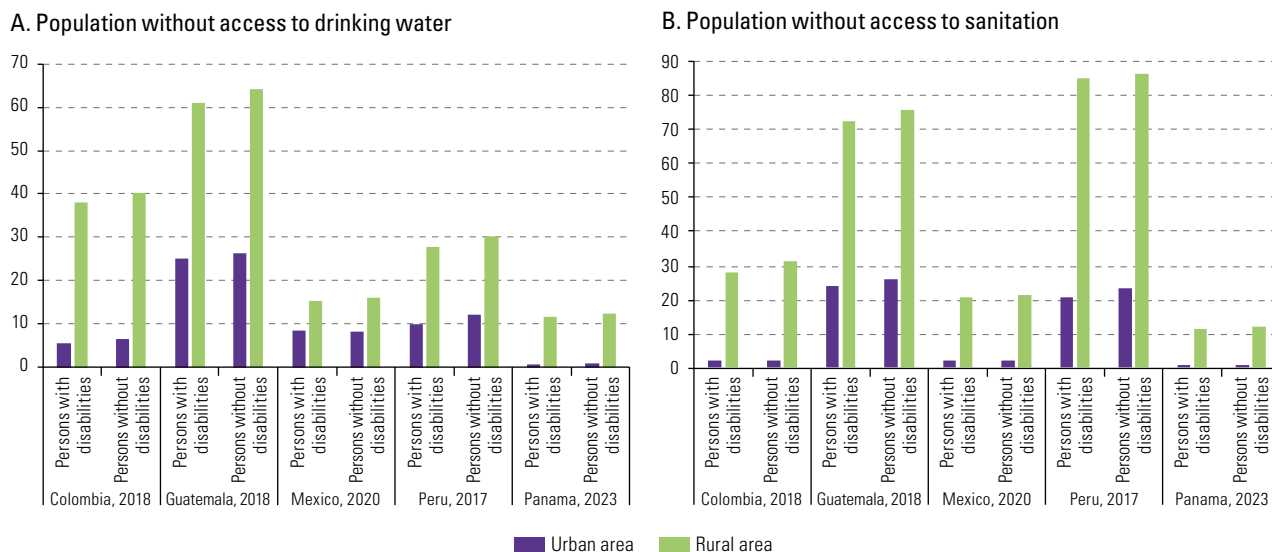 A. Population without access to drinking water
70
60
50
40
30
20
10
0
Persons with
disabilities
Persons without
disabilities
Persons with
disabilities
Persons without
disabilities
Persons with
disabilities
Persons without
disabilities
Persons with
disabilities
Persons without
disabilities
Persons with
disabilities
Persons without
disabilities
Colombia, 2018
Guatemala, 2018
Mexico, 2020
Peru, 2017
Panama, 2023
B. Population without access to sanitation
90
80
70
60
50
40
30
20
10
0
Persons with
disabilities
Persons without
disabilities
Persons with
disabilities
Persons without
disabilities
Persons with
disabilities
Persons without
disabilities
Persons with
disabilities
Persons without
disabilities
Persons with
disabilities
Persons without
disabilities
Colombia, 2018
Guatemala, 2018
Mexico, 2020
Peru, 2017
Panama, 2023
Urban area
Rural area